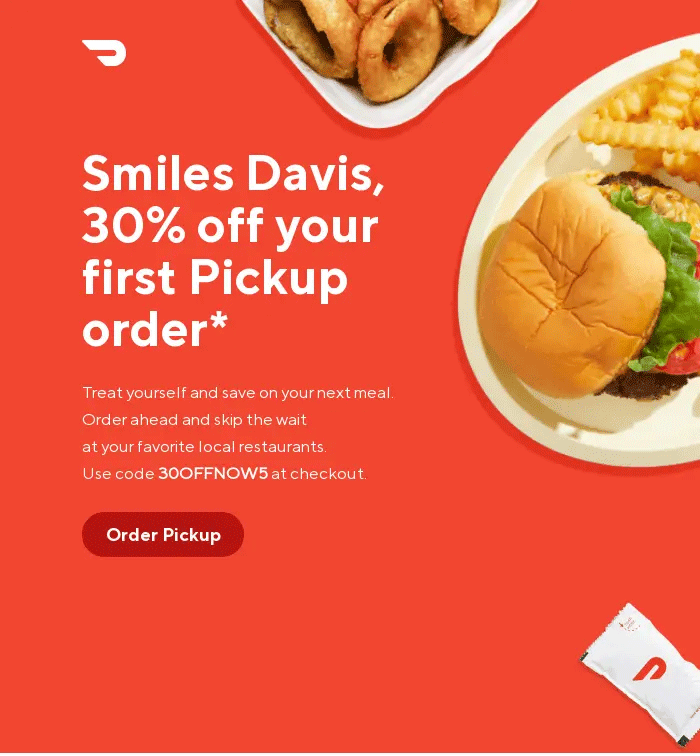 Smiles Davis,
30% off your
first Pickup
order*
Treat yourself and save on your next meal.
Order ahead and skip the wait
at your favorite local restaurants.
Use code 30OFFNOW5 at checkout.
Order Pickup